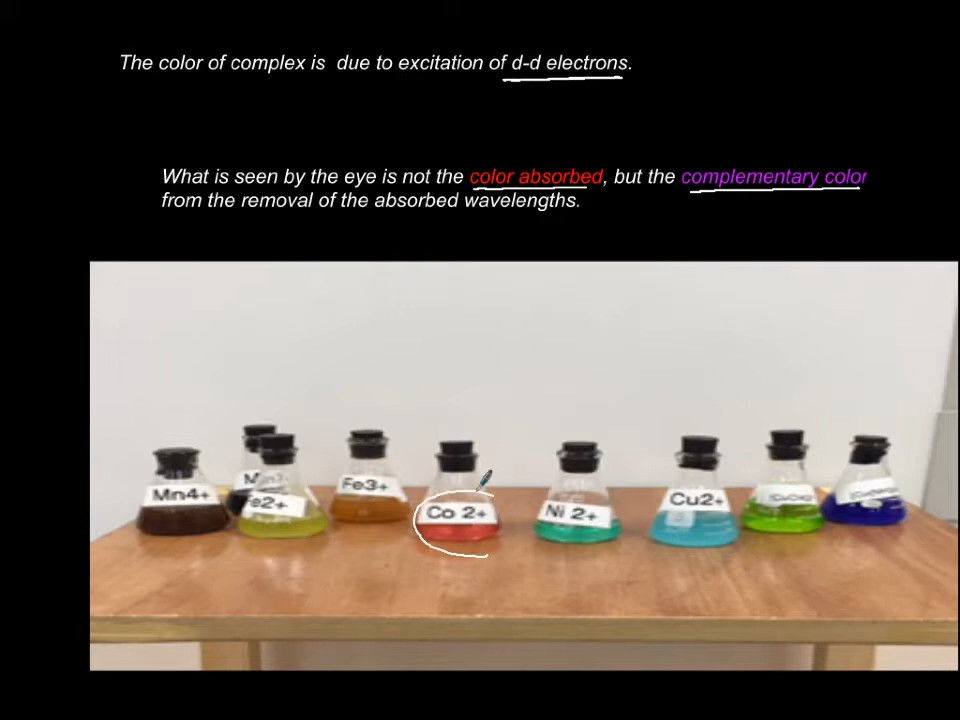 The color of complex is due to excitation of d-d electrons.
What is seen by the eye is not the color absorbed, but the complementary color
from the removal of the absorbed wavelengths.
Mn4+
Fe3+
Co 2+
Ni 2+
Cu2+